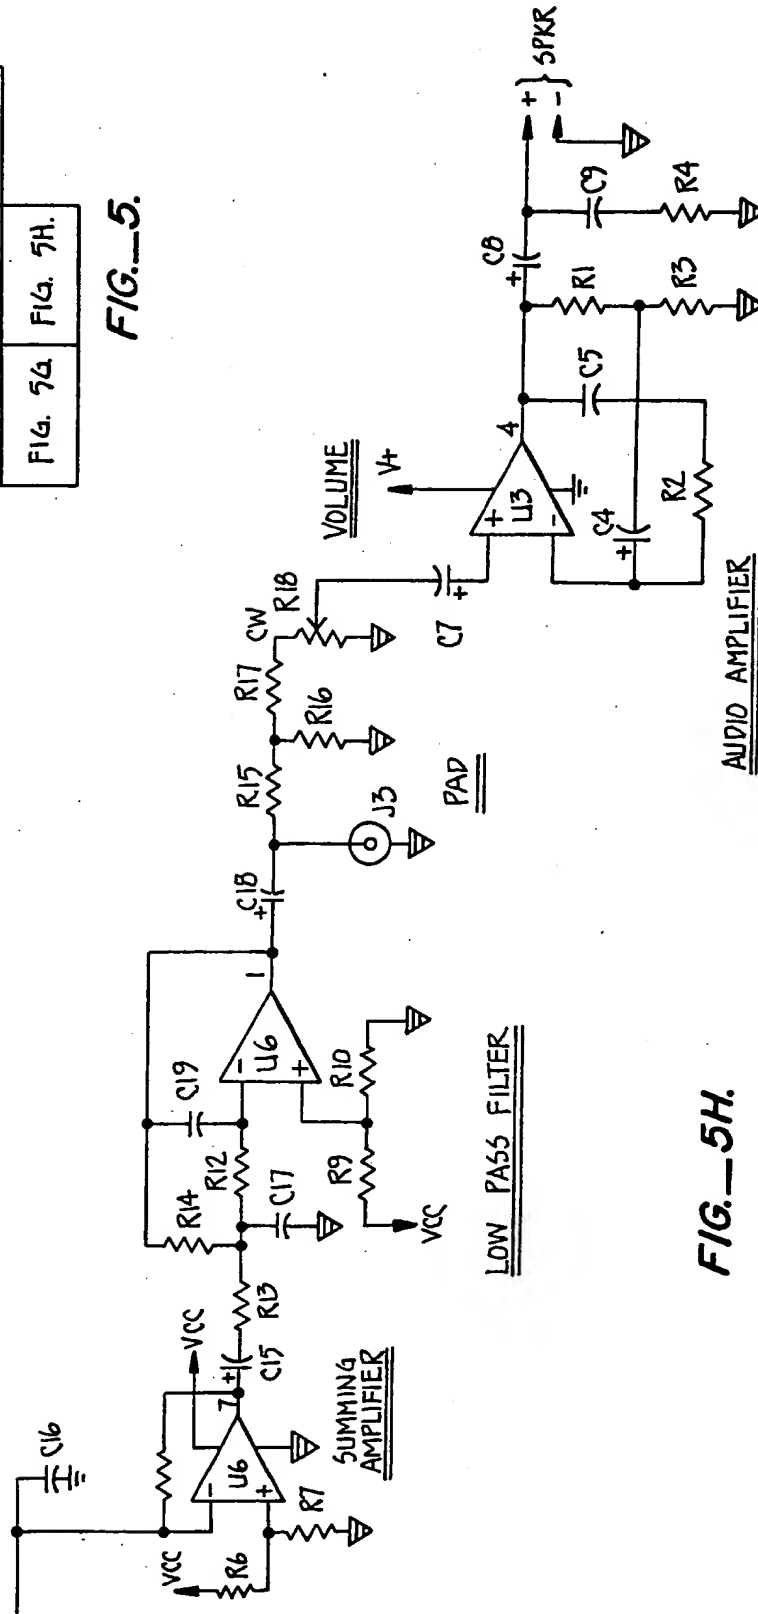 FIG. 5G
FIG. 5H.
FIG._5.
C16
VCC
R6
U6
-
+
7
R7
VCC
SUMMING
AMPLIFIER
+
C15
R13
R14
R12
C17
C19
U6
-
+
1
R9
R10
VCC
LOW PASS FILTER
+
C18
J3
PAD
R15
R16
R17
CW
R18
VOLUME
V+
C7
+
U3
+
-
4
C4
+
R2
C5
R1
R3
C8
+
C9
R4
+
-
SPKR
AUDIO AMPLIFIER
FIG._5H.